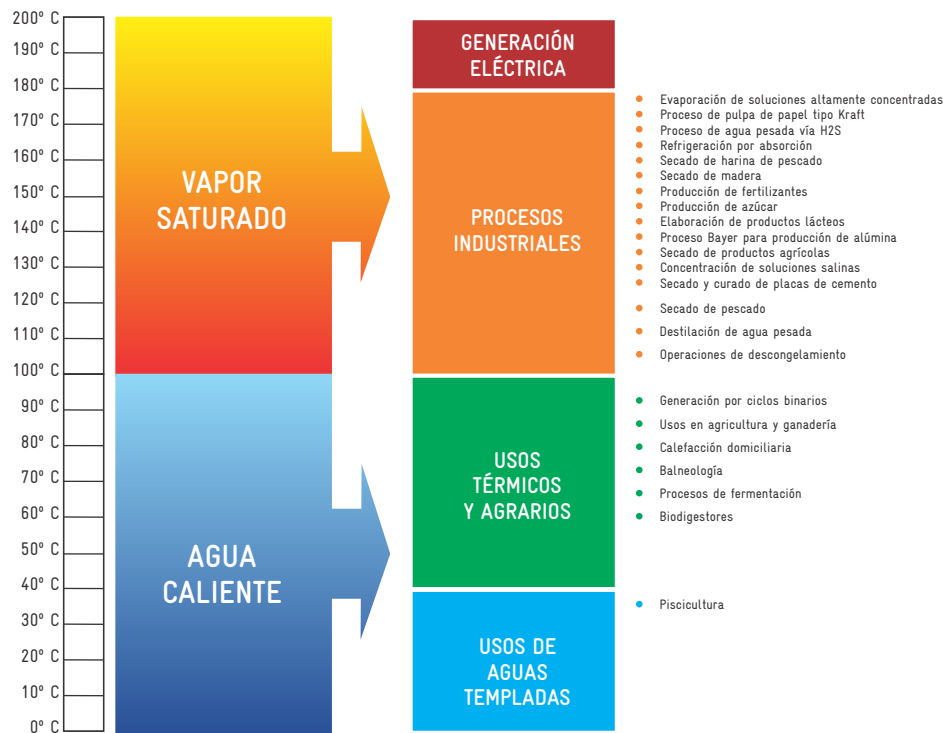 200º C
190º C
180º C
170º C
160º C
150º C
140º C
130º C
120º C
110º C
100º C
90º C
80º C
70º C
60º C
50º C
40º C
30º C
20º C
10º C
0º C
VAPOR
SATURADO
AGUA
CALIENTE
GENERACIÓN
ELÉCTRICA
PROCESOS
INDUSTRIALES
Evaporación de soluciones altamente concentradas
Proceso de pulpa de papel tipo Kraft
Proceso de agua pesada vía H2S
Refrigeración por absorción
Secado de harina de pescado
Secado de madera
Producción de fertilizantes
Producción de azúcar
Elaboración de productos lácteos
Proceso Bayer para producción de alúmina
Secado de productos agrícolas
Concentración de soluciones salinas
Secado y curado de placas de cemento
Secado de pescado
Destilación de agua pesada
Operaciones de descongelamiento
USOS
TÉRMICOS
Y AGRARIOS
Generación por ciclos binarios
Usos en agricultura y ganadería
Calefacción domiciliaria
Balneología
Procesos de fermentación
Biodigestores
USOS DE
AGUAS
TEMPLADAS
Piscicultura